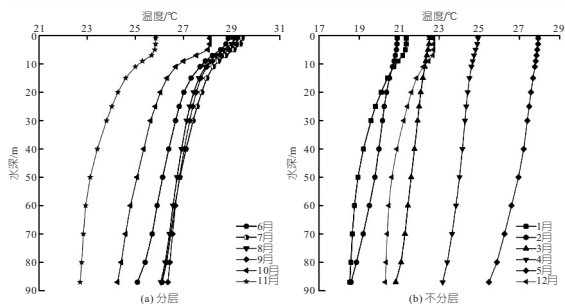 温度/℃
21 23 25 27 29 31
0
10
20
30
40
50
60
70
80
90
水深/m
6月
7月
8月
9月
10月
11月
(a) 分层
温度/℃
17 19 21 23 25 27 29
0
10
20
30
40
50
60
70
80
90
水深/m
1月
2月
3月
4月
5月
12月
(b) 不分层